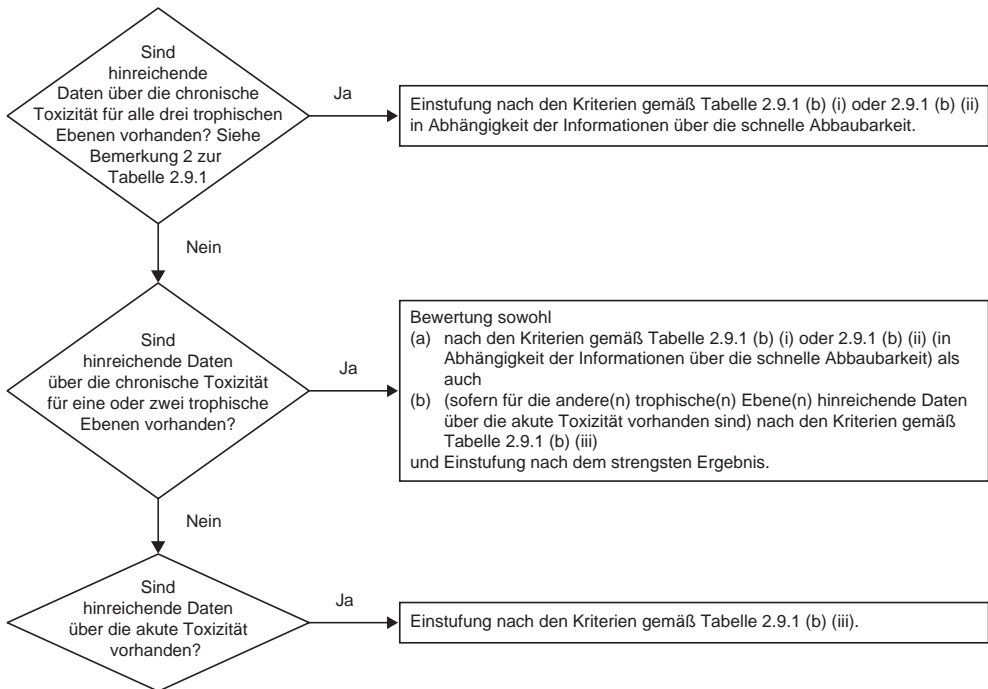 Sind
hinreichende
Daten über die chronische
Toxizität für alle drei trophischen
Ebenen vorhanden? Siehe
Bemerkung 2 zur
Tabelle 2.9.1
Ja
Einstufung nach den Kriterien gemäß Tabelle 2.9.1 (b) (i) oder 2.9.1 (b) (ii)
in Abhängigkeit der Informationen über die schnelle Abbaubarkeit.
Nein
Sind
hinreichende Daten
über die chronische Toxizität
für eine oder zwei trophische
Ebenen vorhanden?
Ja
Bewertung sowohl
(a) nach den Kriterien gemäß Tabelle 2.9.1 (b) (i) oder 2.9.1 (b) (ii) (in
Abhängigkeit der Informationen über die schnelle Abbaubarkeit) als
auch
(b) (sofern für die andere(n) trophische(n) Ebene(n) hinreichende Daten
über die akute Toxizität vorhanden sind) nach den Kriterien gemäß
Tabelle 2.9.1 (b) (iii)
und Einstufung nach dem strengsten Ergebnis.
Nein
Sind
hinreichende Daten
über die akute Toxizität
vorhanden?
Ja
Einstufung nach den Kriterien gemäß Tabelle 2.9.1 (b) (iii).